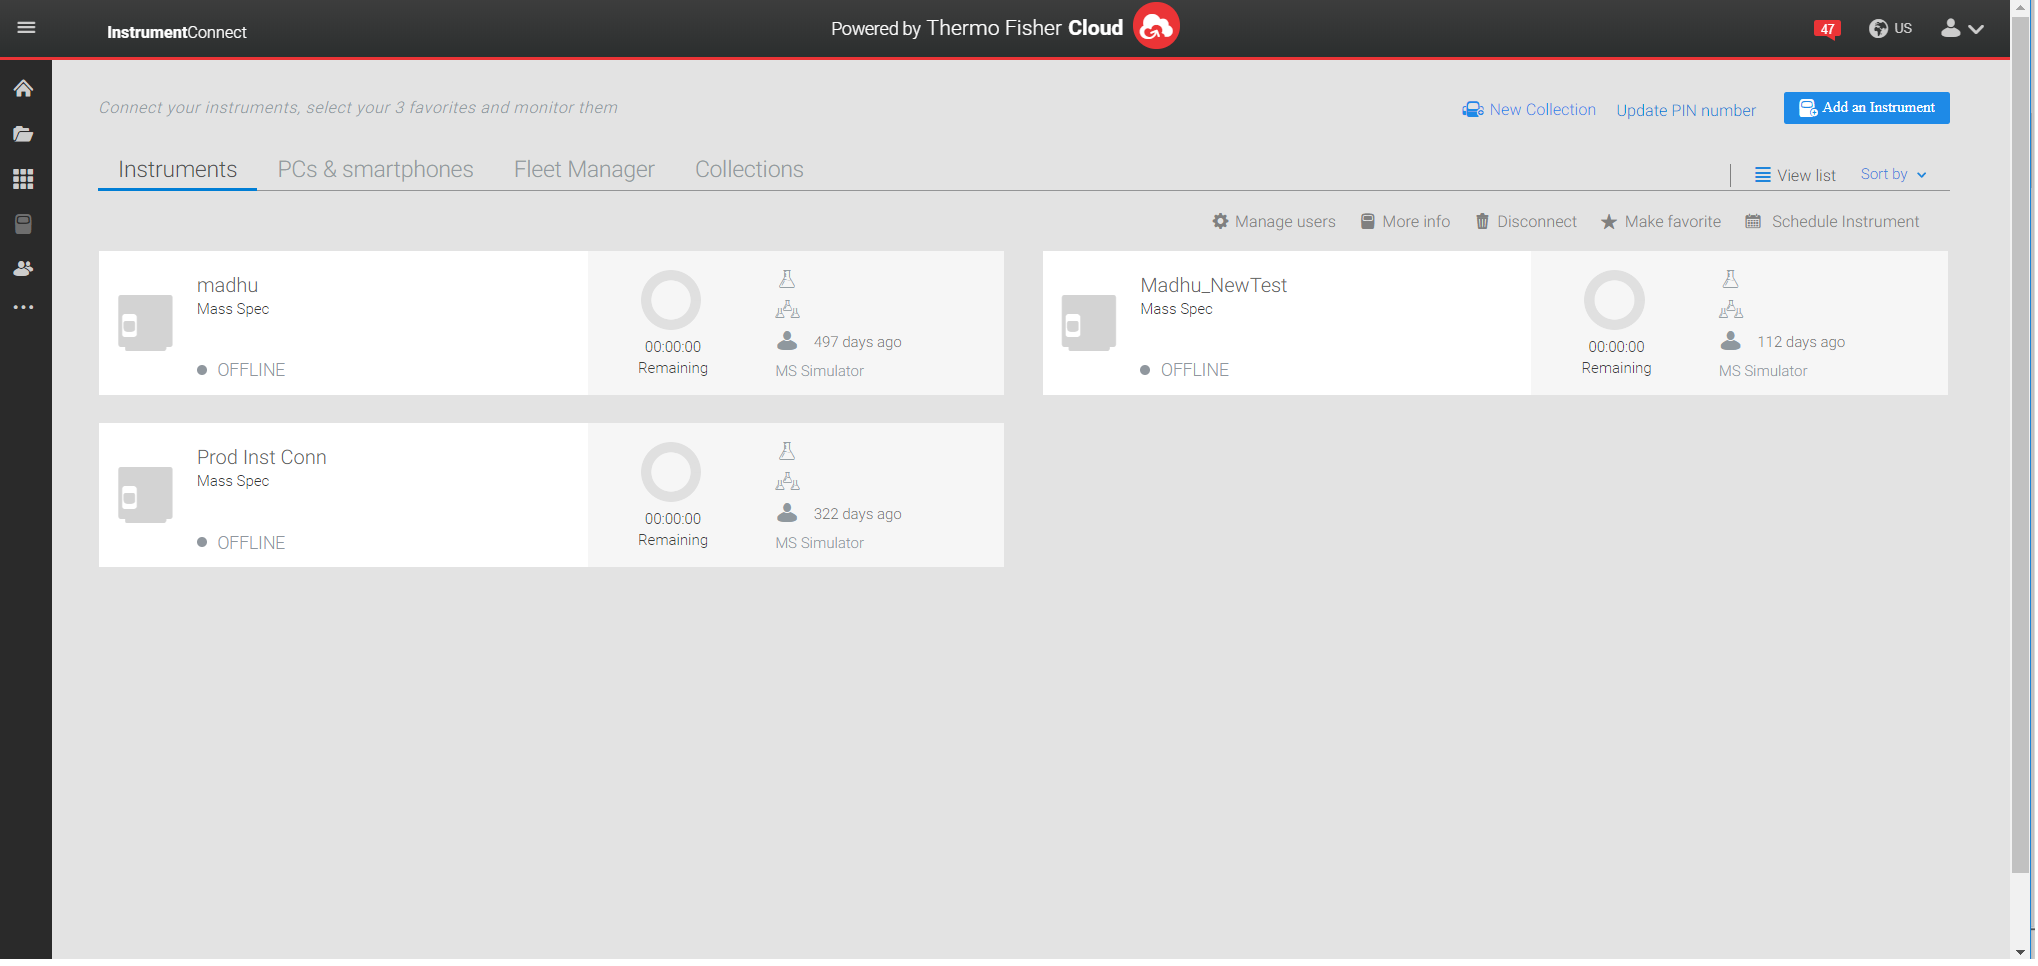 InstrumentConnect
Powered by Thermo Fisher Cloud
47
US
Connect your instruments, select your 3 favorites and monitor them
New Collection
Update PIN number
Add an Instrument
Instruments
PCs & smartphones
Fleet Manager
Collections
View list
Sort by
Manage users
More info
Disconnect
Make favorite
Schedule Instrument
madhu
Mass Spec
OFFLINE
00:00:00
Remaining
497 days ago
MS Simulator
Madhu_NewTest
Mass Spec
OFFLINE
00:00:00
Remaining
112 days ago
MS Simulator
Prod Inst Conn
Mass Spec
OFFLINE
00:00:00
Remaining
322 days ago
MS Simulator